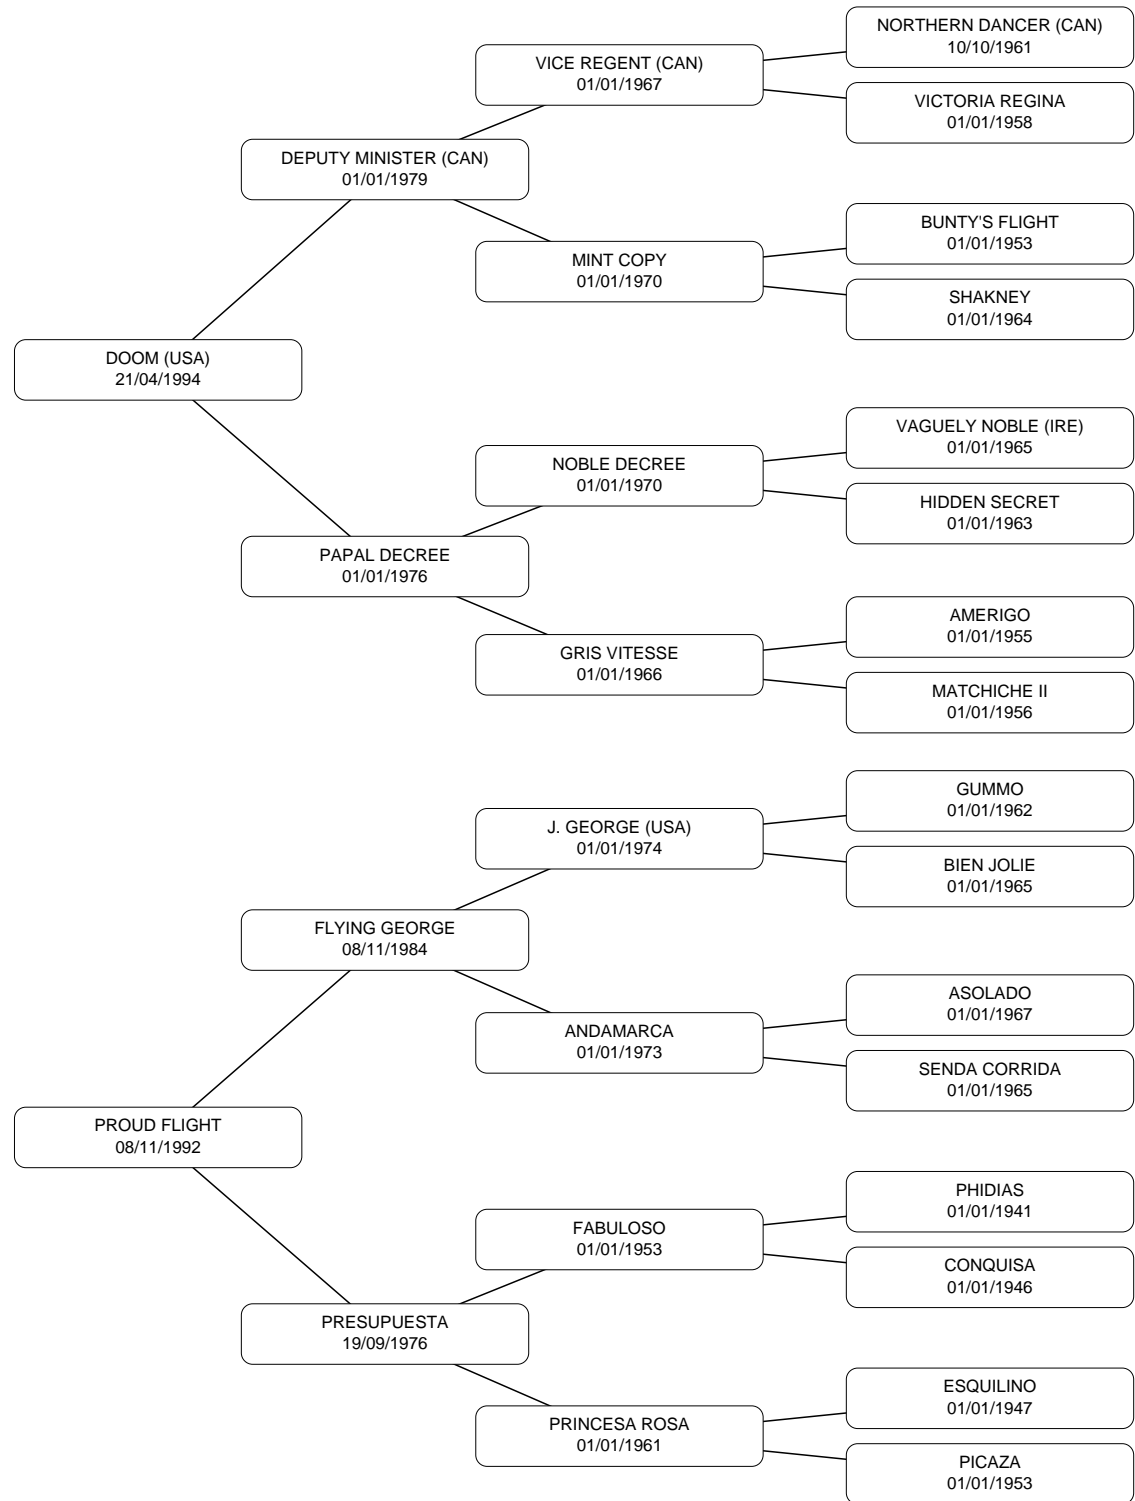 NORTHERN DANCER (CAN)
10/10/1961
VICE REGENT (CAN)
01/01/1967
VICTORIA REGINA
01/01/1958
DEPUTY MINISTER (CAN)
01/01/1979
BUNTY'S FLIGHT
01/01/1953
MINT COPY
01/01/1970
SHAKNEY
01/01/1964
DOOM (USA)
21/04/1994
VAGUELY NOBLE (IRE)
01/01/1965
NOBLE DECREE
01/01/1970
HIDDEN SECRET
01/01/1963
PAPAL DECREE
01/01/1976
AMERIGO
01/01/1955
GRIS VITESSE
01/01/1966
MATCHICHE II
01/01/1956
GUMMO
01/01/1962
J. GEORGE (USA)
01/01/1974
BIEN JOLIE
01/01/1965
FLYING GEORGE
08/11/1984
ASOLADO
01/01/1967
ANDAMARCA
01/01/1973
SENDA CORRIDA
01/01/1965
PROUD FLIGHT
08/11/1992
PHIDIAS
01/01/1941
FABULOSO
01/01/1953
CONQUISA
01/01/1946
PRESUPUESTA
19/09/1976
ESQUILINO
01/01/1947
PRINCESA ROSA
01/01/1961
PICAZA
01/01/1953